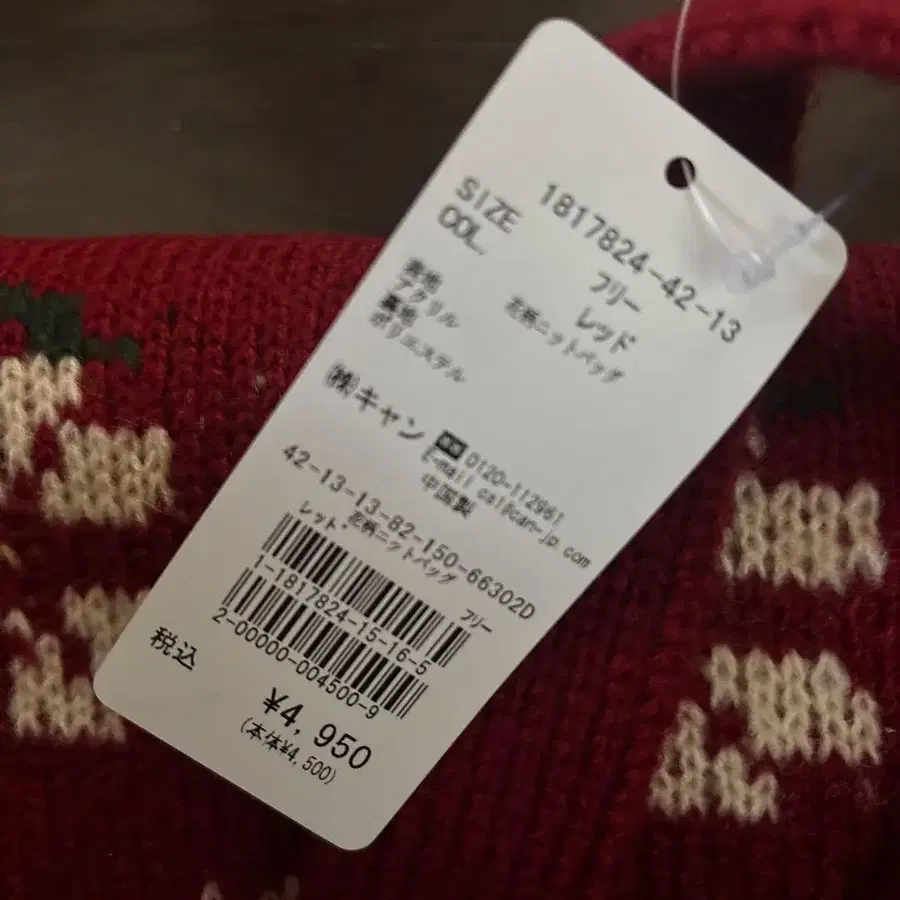 1817824-42-13
SIZE フリー
COL. レッド
花柄ニットバッグ
表地
アクリル
裏地
ポリエステル
㈱キャン
0120-112961
E-mail cs@can-jp.com
中国製
42-13-13-82-150-66302D
レッド 花柄ニットバッグ フリー
1-1817824-15-16-5
2-00000-004500-9
税込 ¥4,950
(本体¥4,500)